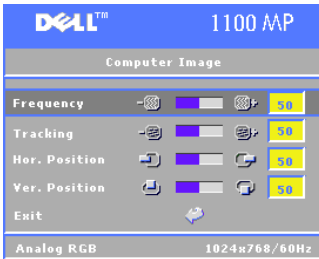 DELL™ 1100 MP
Computer Image
Frequency - + 50
Tracking - + 50
Hor. Position 50
Ver. Position 50
Exit
Analog RGB 1024x768/60Hz